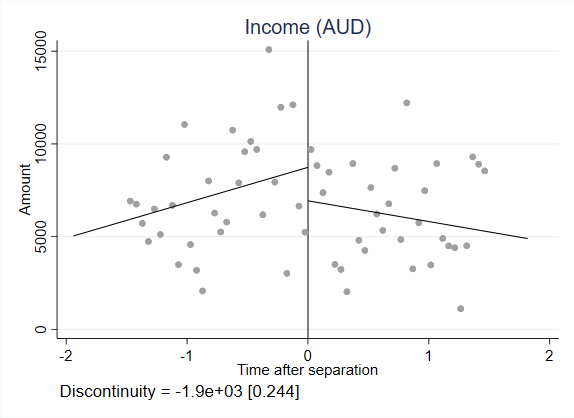 Income (AUD)
Amount
15000
10000
5000
0
-2
-1
0
1
2
Time after separation
Discontinuity = -1.9e+03 [0.244]